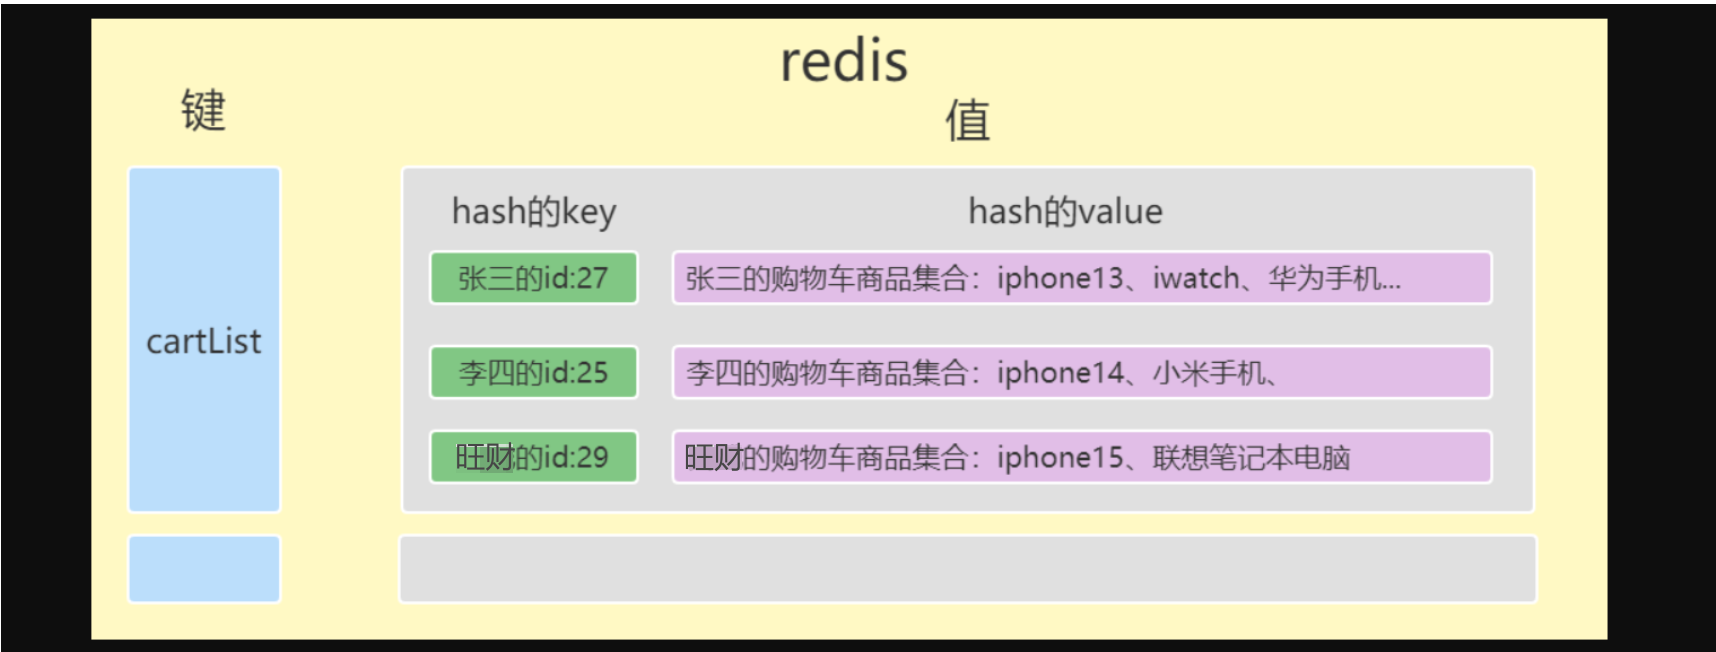 redis
键
值
hash的key
hash的value
cartList
张三的id:27
张三的购物车商品集合：iphone13、iwatch、华为手机...
李四的id:25
李四的购物车商品集合：iphone14、小米手机、
旺财的id:29
旺财的购物车商品集合：iphone15、联想笔记本电脑